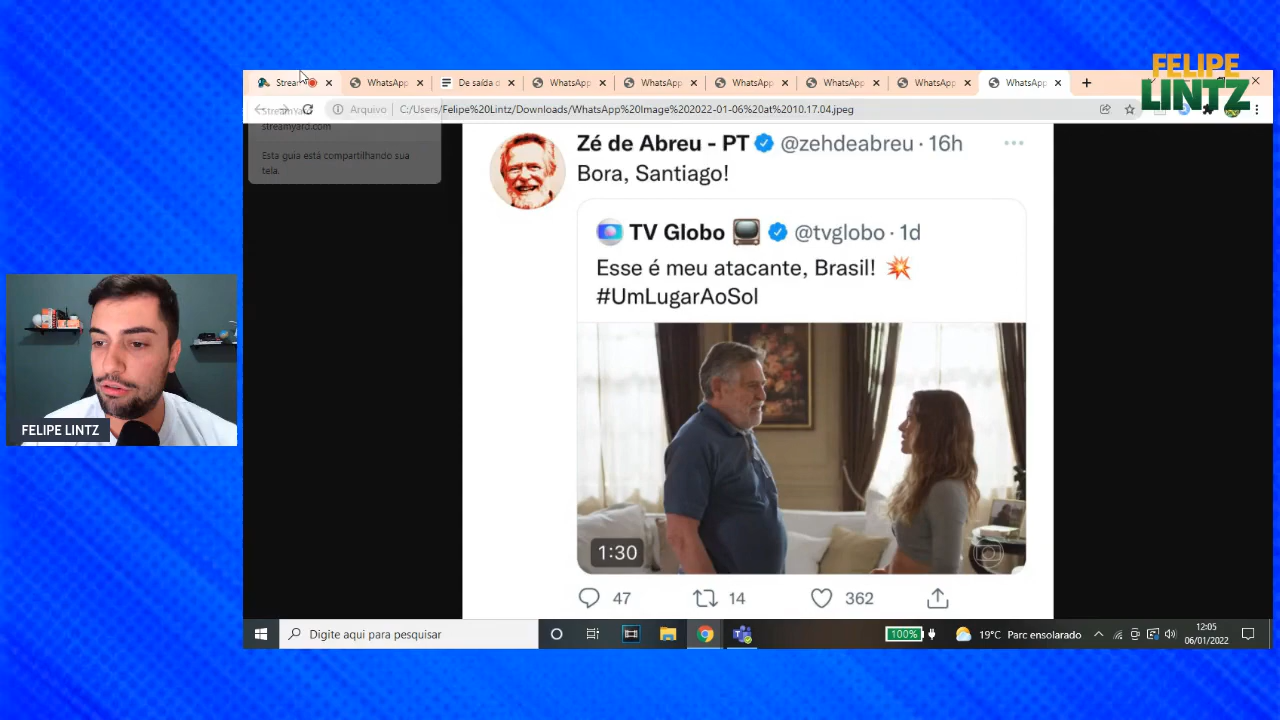 FELIPE
LINTZ
Stream
WhatsApp
De saída d
WhatsApp
WhatsApp
WhatsApp
WhatsApp
WhatsApp
WhatsApp
Arquivo
C:/Users/Felipe%20Lintz/Downloads/WhatsApp%20Image%202022-01-06%20at%2010.17.04.jpeg
StreamYard
streamyard.com
Esta guia está compartilhando sua
tela.
Zé de Abreu - PT @zehdeabreu · 16h
Bora, Santiago!
TV Globo @tvglobo · 1d
Esse é meu atacante, Brasil!
#UmLugarAoSol
1:30
47 14 362
FELIPE LINTZ
Digite aqui para pesquisar
100%
19°C Parc ensolarado
12:05
06/01/2022